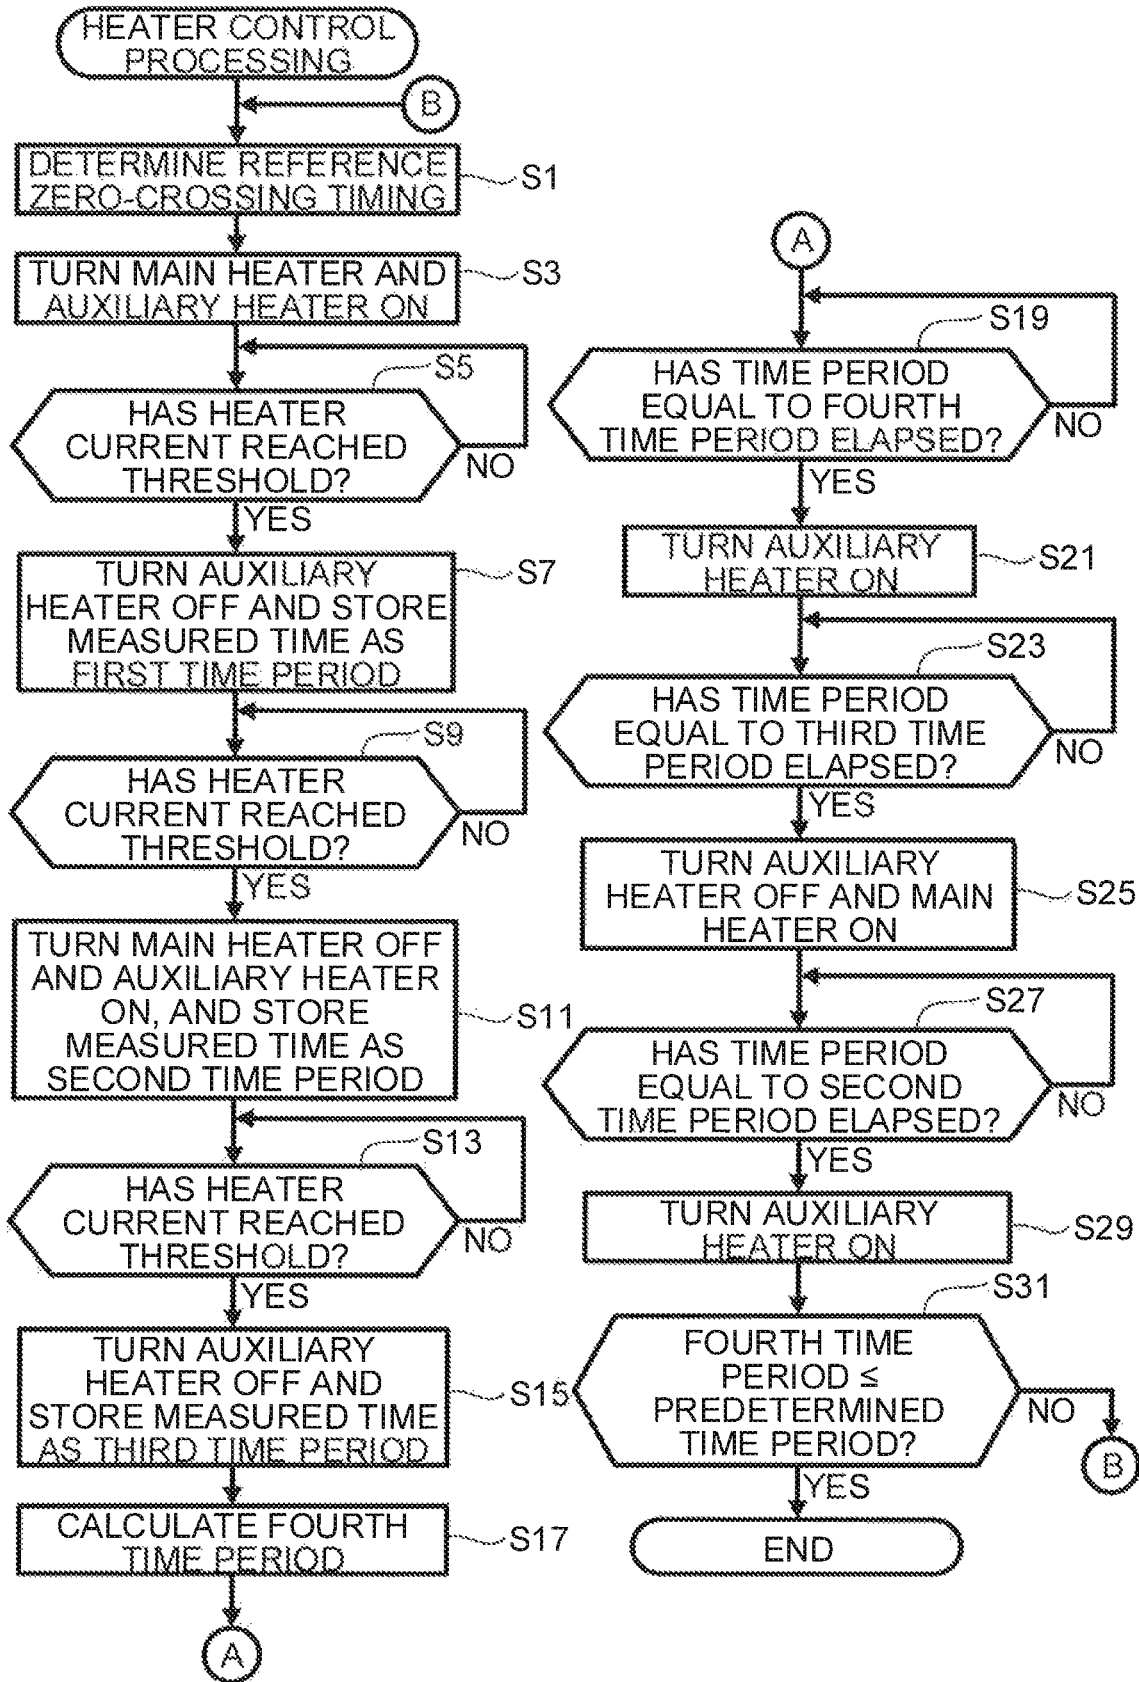 HEATER CONTROL
PROCESSING
B
DETERMINE REFERENCE
ZERO-CROSSING TIMING
S1
TURN MAIN HEATER AND
AUXILIARY HEATER ON
S3
S5
HAS HEATER
CURRENT REACHED
THRESHOLD?
NO
YES
TURN AUXILIARY
HEATER OFF AND STORE
MEASURED TIME AS
FIRST TIME PERIOD
S7
S9
HAS HEATER
CURRENT REACHED
THRESHOLD?
NO
YES
TURN MAIN HEATER OFF
AND AUXILIARY HEATER
ON, AND STORE
MEASURED TIME AS
SECOND TIME PERIOD
S11
S13
HAS HEATER
CURRENT REACHED
THRESHOLD?
NO
YES
TURN AUXILIARY
HEATER OFF AND
STORE MEASURED TIME
AS THIRD TIME PERIOD
S15
CALCULATE FOURTH
TIME PERIOD
S17
A
A
S19
HAS TIME PERIOD
EQUAL TO FOURTH
TIME PERIOD ELAPSED?
NO
YES
TURN AUXILIARY
HEATER ON
S21
S23
HAS TIME PERIOD
EQUAL TO THIRD TIME
PERIOD ELAPSED?
NO
YES
TURN AUXILIARY
HEATER OFF AND MAIN
HEATER ON
S25
S27
HAS TIME PERIOD
EQUAL TO SECOND
TIME PERIOD ELAPSED?
NO
YES
TURN AUXILIARY
HEATER ON
S29
S31
FOURTH TIME
PERIOD ≤
PREDETERMINED
TIME PERIOD?
NO
B
YES
END